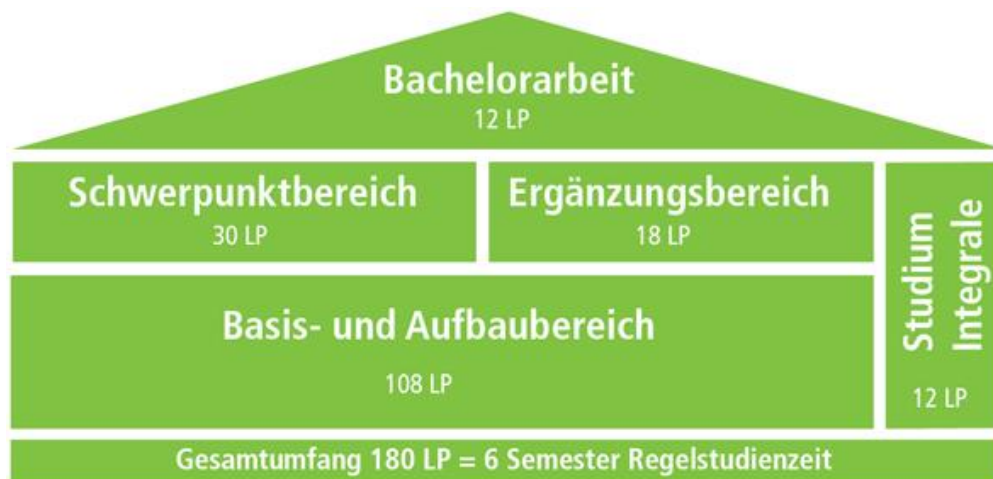 Bachelorarbeit
12 LP
Schwerpunktbereich
30 LP
Ergänzungsbereich
18 LP
Studium
Integrale
12 LP
Basis- und Aufbaubereich
108 LP
Gesamtumfang 180 LP = 6 Semester Regelstudienzeit